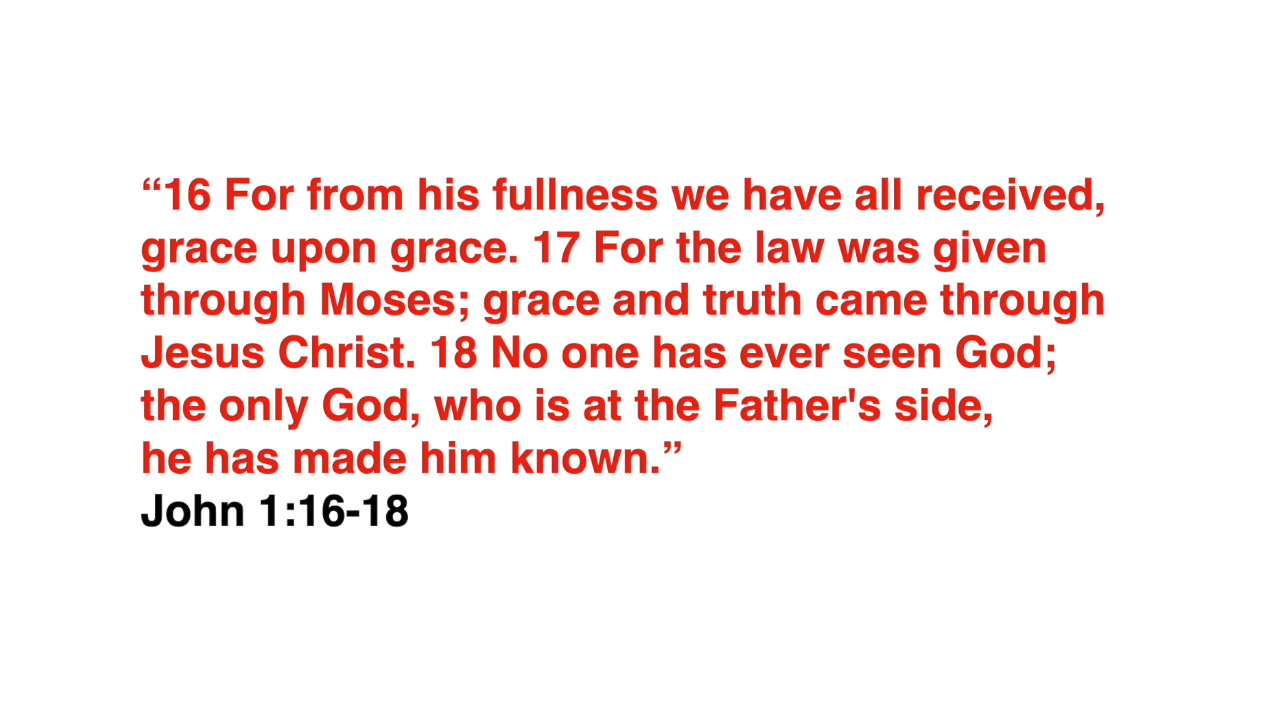 “16 For from his fullness we have all received,
grace upon grace. 17 For the law was given
through Moses; grace and truth came through
Jesus Christ. 18 No one has ever seen God;
the only God, who is at the Father's side,
he has made him known.”
John 1:16-18